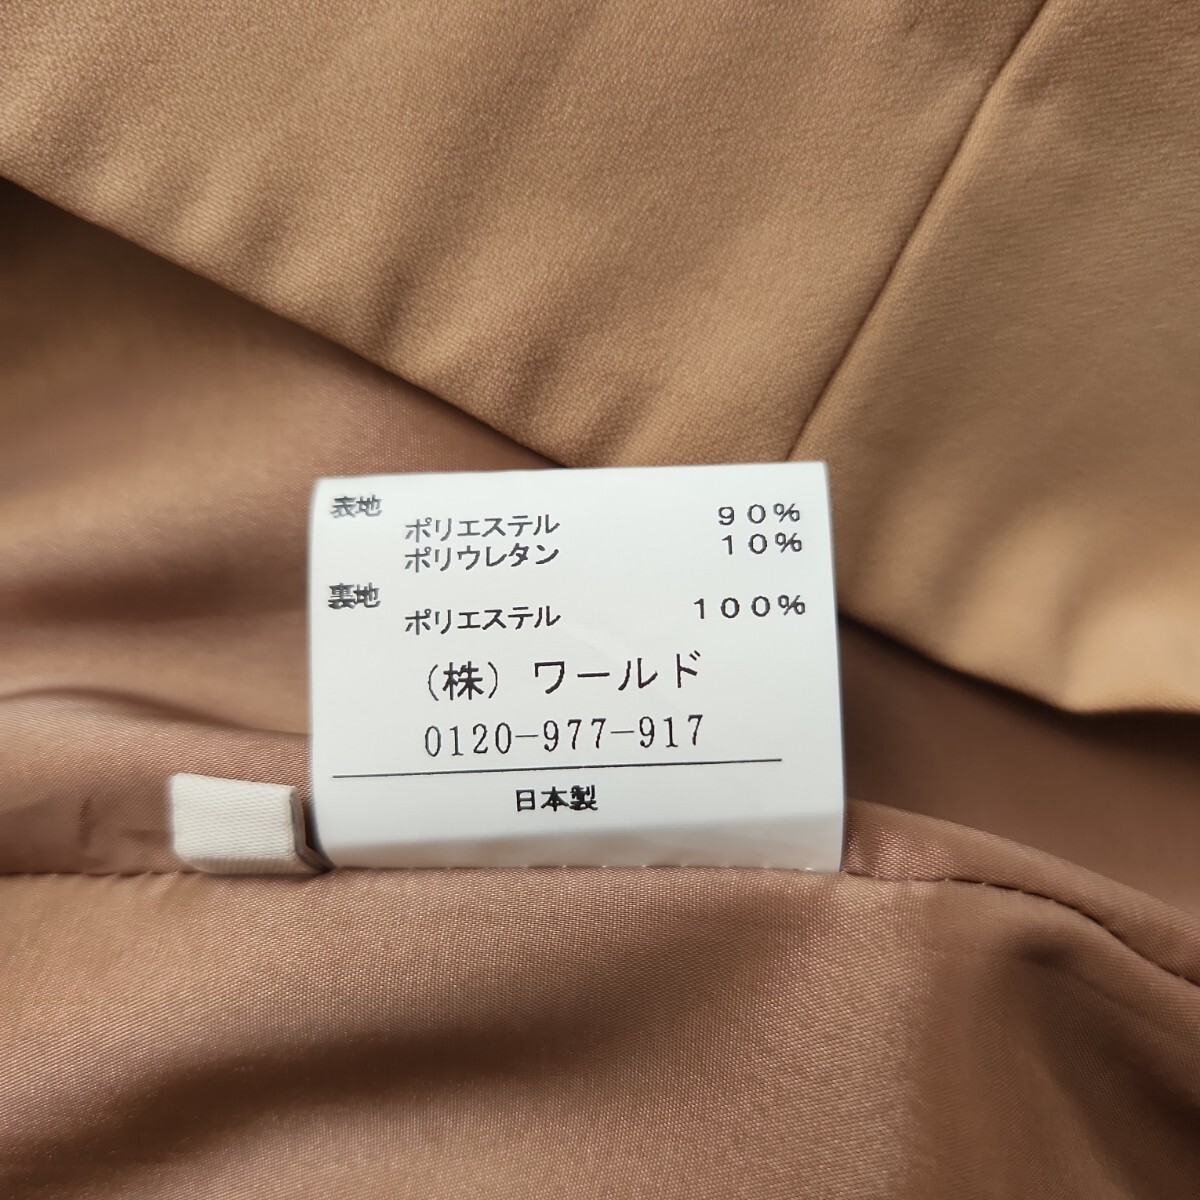 表地
ポリエステル 90%
ポリウレタン 10%
裏地
ポリエステル 100%
(株) ワールド
0120-977-917
日本製